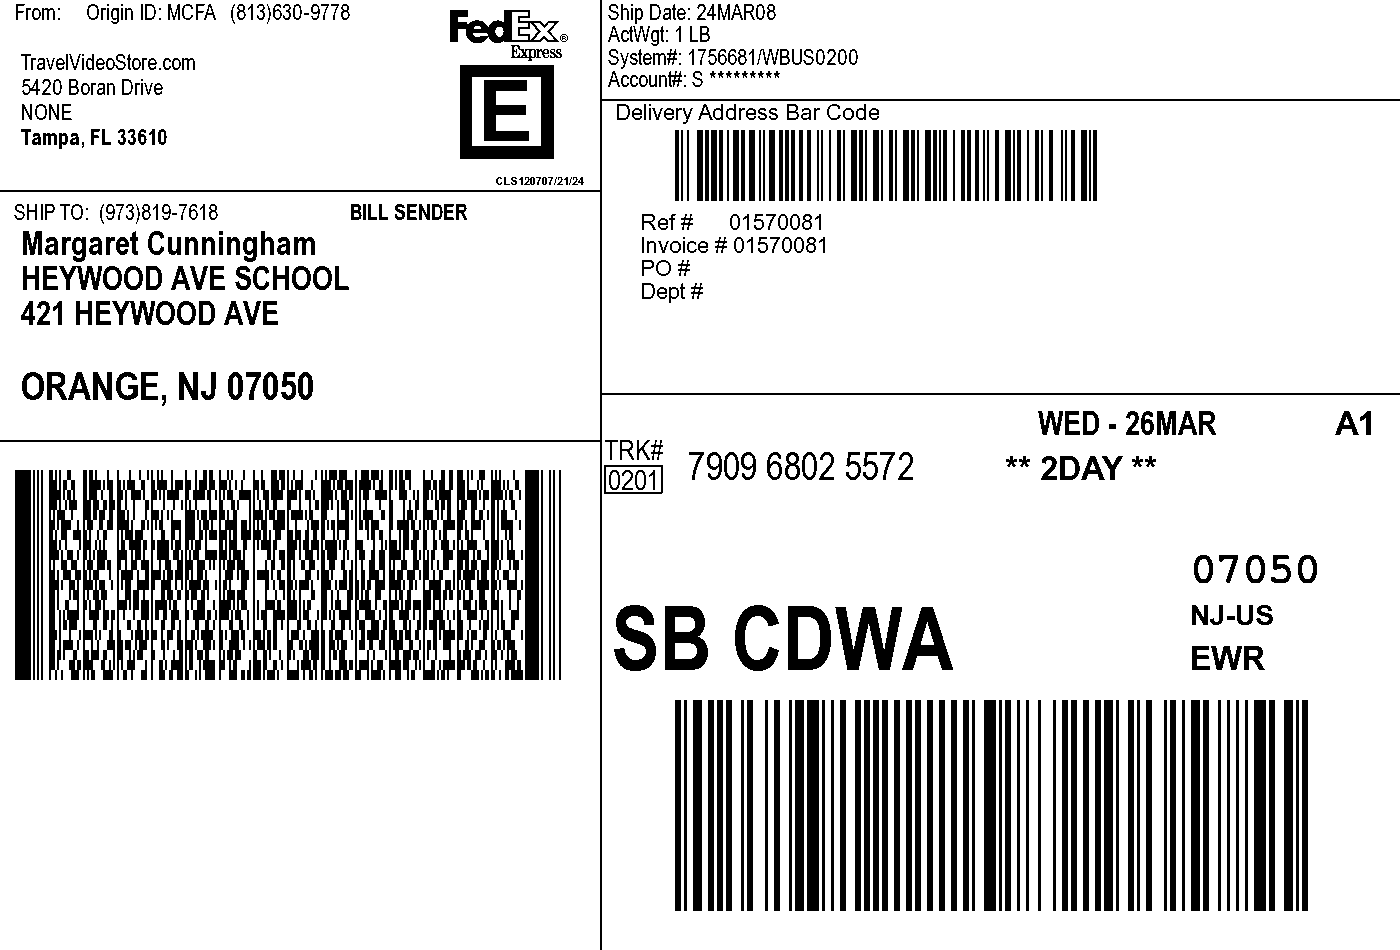 From: Origin ID: MCFA (813)630-9778
TravelVideoStore.com
5420 Boran Drive
NONE
Tampa, FL 33610
FedEx®
Express
E
CLS120707/21/24
Ship Date: 24MAR08
ActWgt: 1 LB
System#: 1756681/WBUS0200
Account#: S *********
Delivery Address Bar Code
Ref # 01570081
Invoice # 01570081
PO #
Dept #
SHIP TO: (973)819-7618 BILL SENDER
Margaret Cunningham
HEYWOOD AVE SCHOOL
421 HEYWOOD AVE
ORANGE, NJ 07050
WED - 26MAR A1
TRK#
0201
7909 6802 5572 ** 2DAY **
07050
NJ-US
EWR
SB CDWA